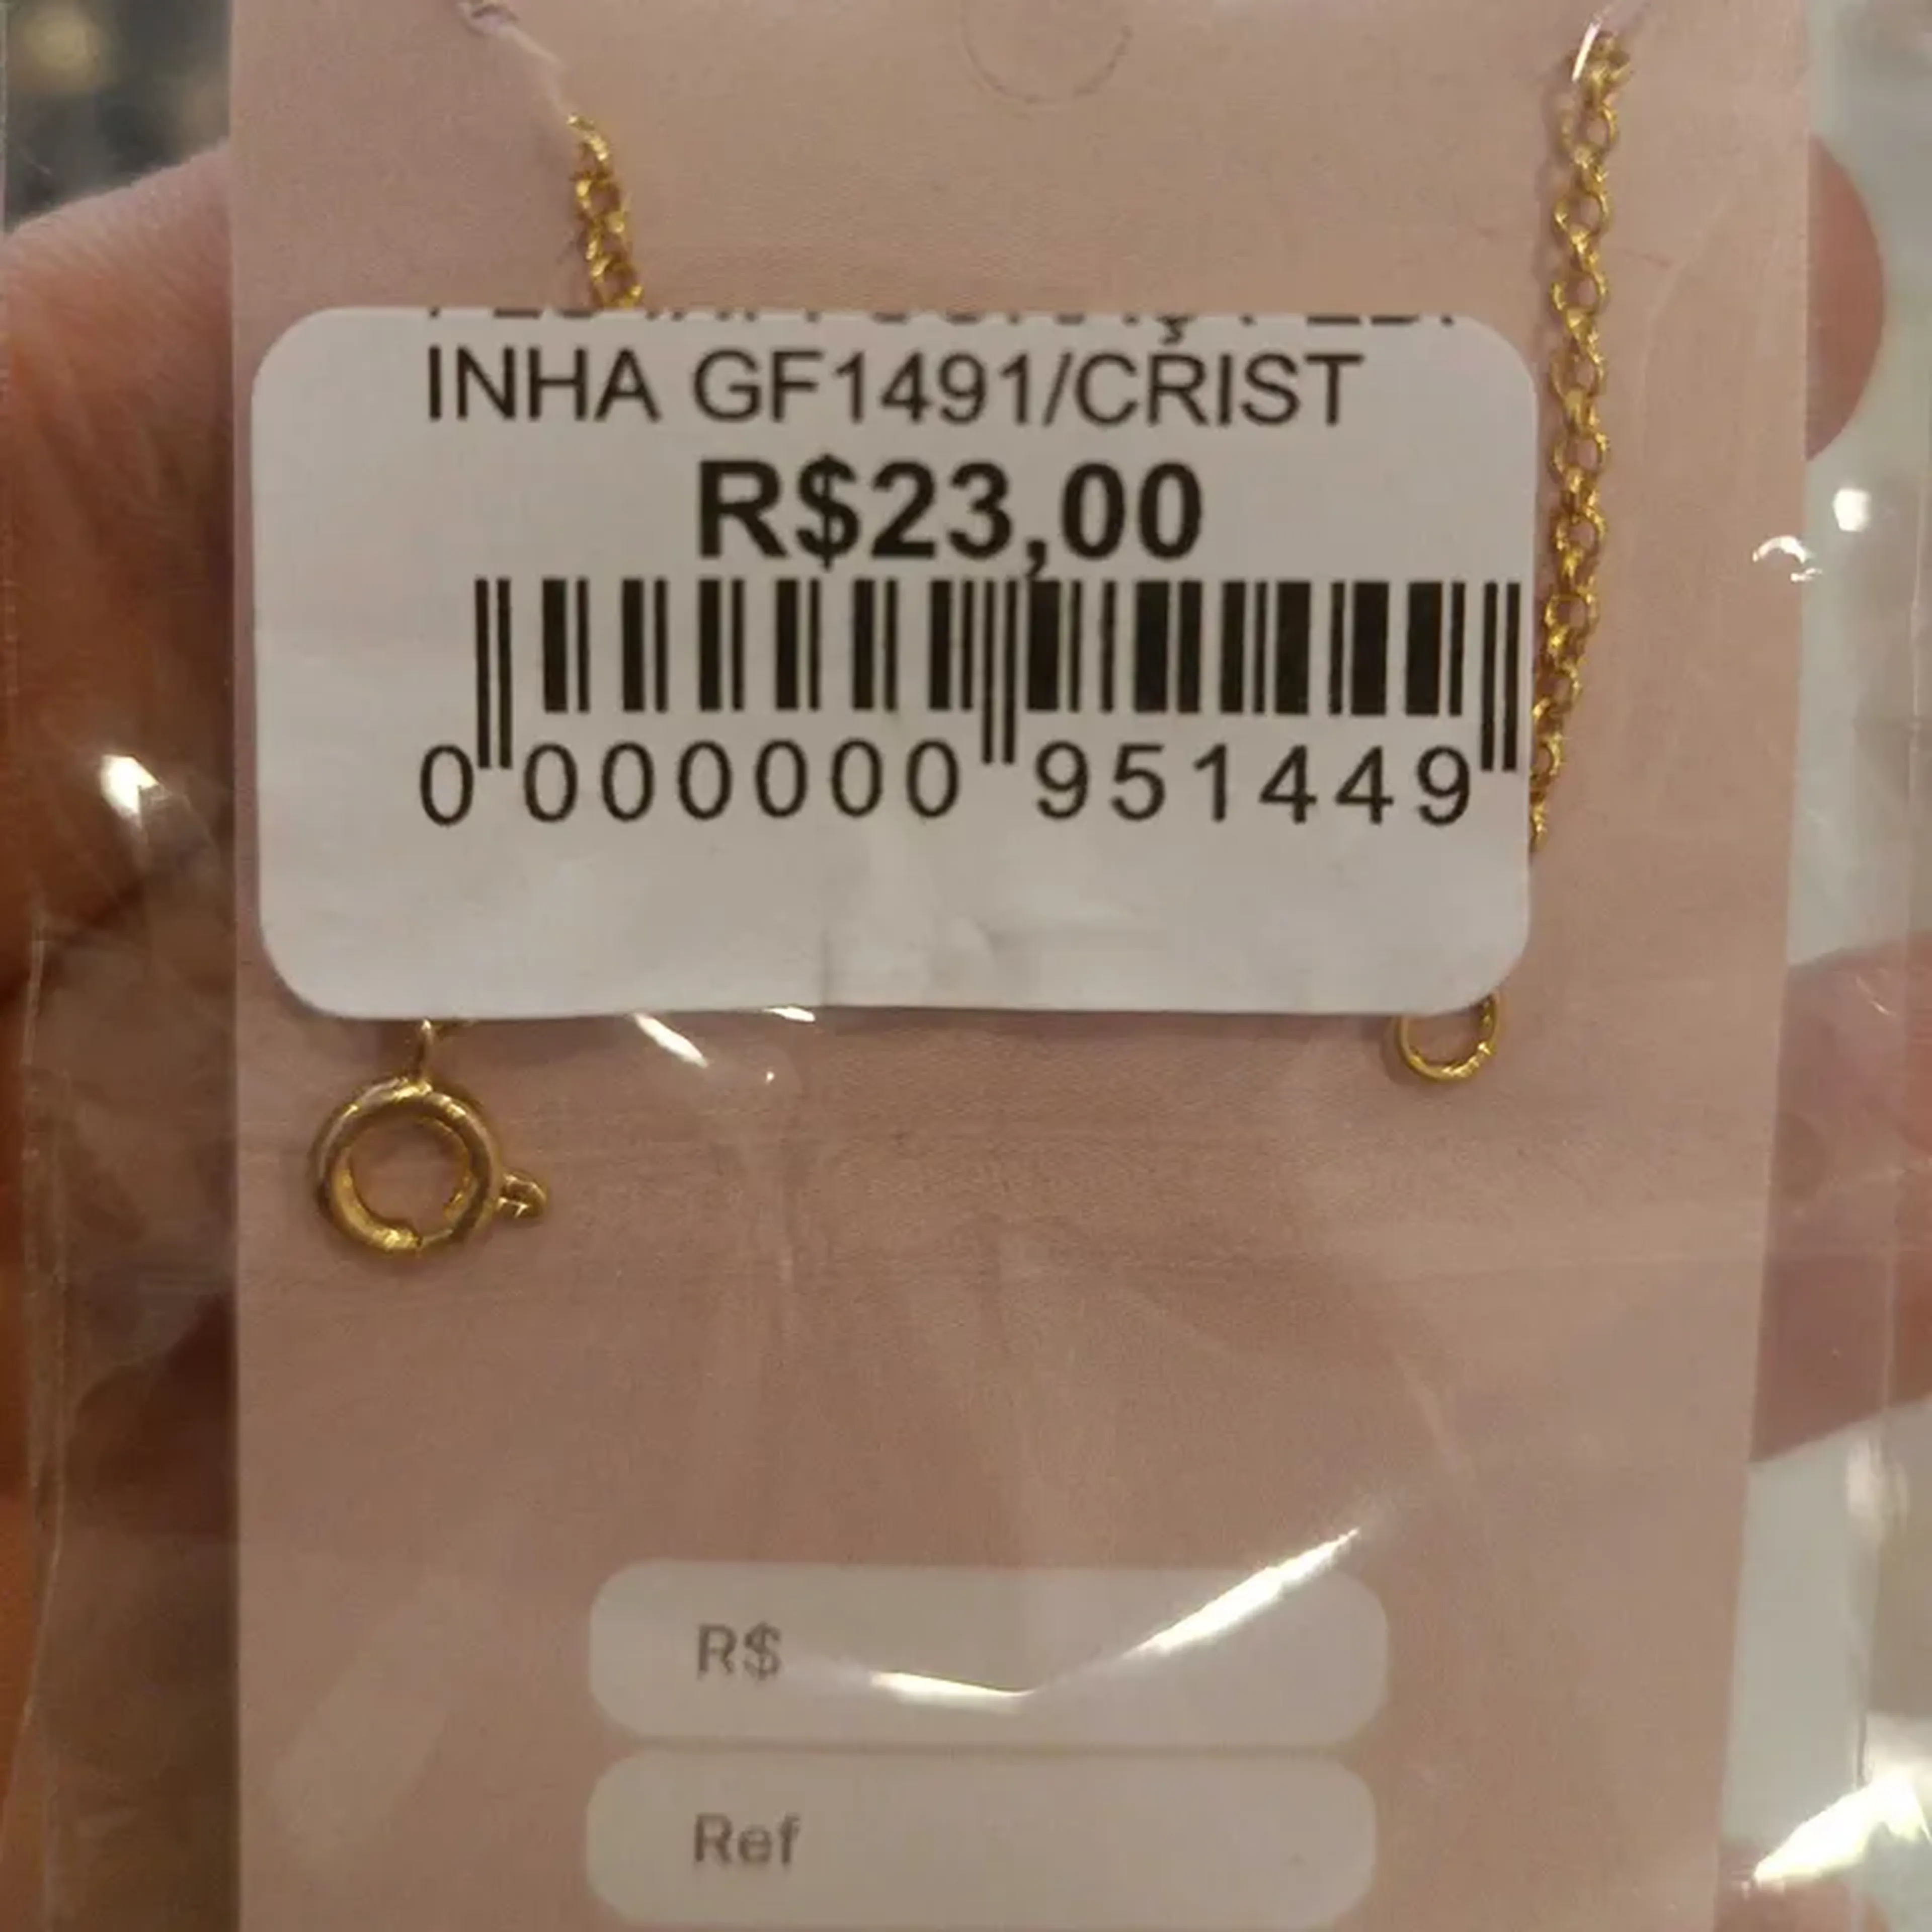 INHA GF1491/CRIST
R$23,00
0 000000 951449
R$
Ref